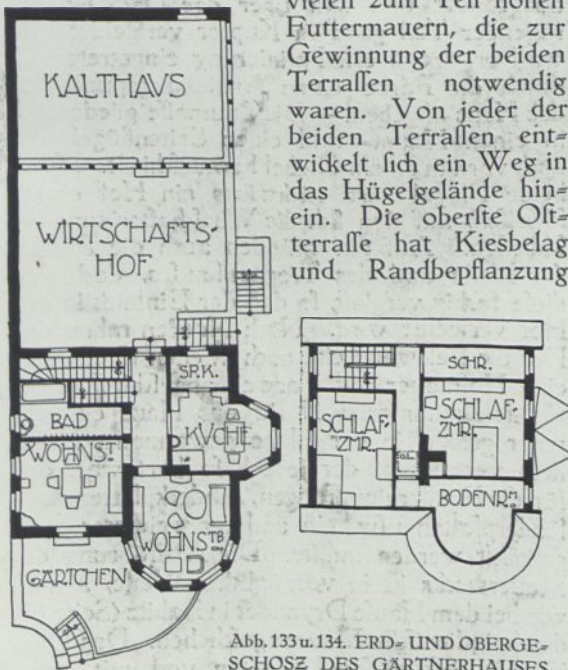 vielen zum Teil hohen
Futtermauern, die zur
Gewinnung der beiden
Terraſſen notwendig
waren. Von jeder der
beiden Terraſſen ent=
wickelt ſich ein Weg in
das Hügelgelände hin=
ein. Die oberſte Oſt=
terraſſe hat Kiesbelag
und Randbepflanzung
KALTHAVS
WIRTSCHAFTS-
HOF
SP.K.
BAD
KVCHE
WOHNST.
WOHNSTB
GÄRTCHEN
SCHR.
SCHLAF-
ZMR.
SCHLAF-
ZMR.
BODENR.M
Abb. 133 u. 134. ERD= UND OBERGE=
SCHOSZ DES GÄRTNERHAUSES